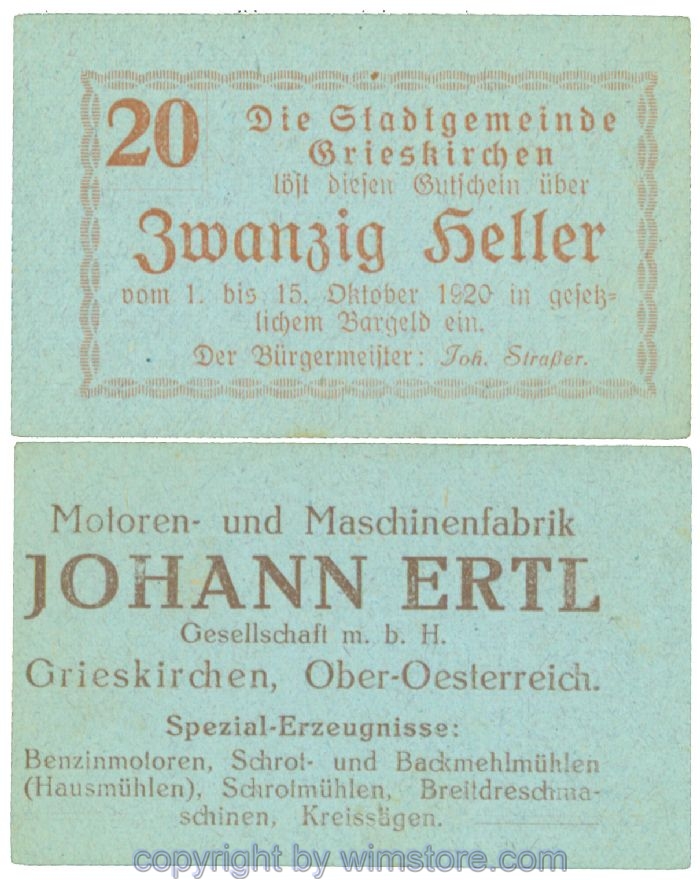 20
Die Stadtgemeinde
Grieskirchen
löst diesen Gutschein über
Zwanzig Heller
vom 1. bis 15. Oktober 1920 in gesetz=
lichem Bargeld ein.
Der Bürgermeister: Joh. Straßer.
Motoren- und Maschinenfabrik
JOHANN ERTL
Gesellschaft m. b. H.
Grieskirchen, Ober-Oesterreich.
Spezial-Erzeugnisse:
Benzinmotoren, Schrot- und Backmehlmühlen
(Hausmühlen), Schrotmühlen, Breitdreschma-
schinen, Kreissägen.
copyright by wimstore.com